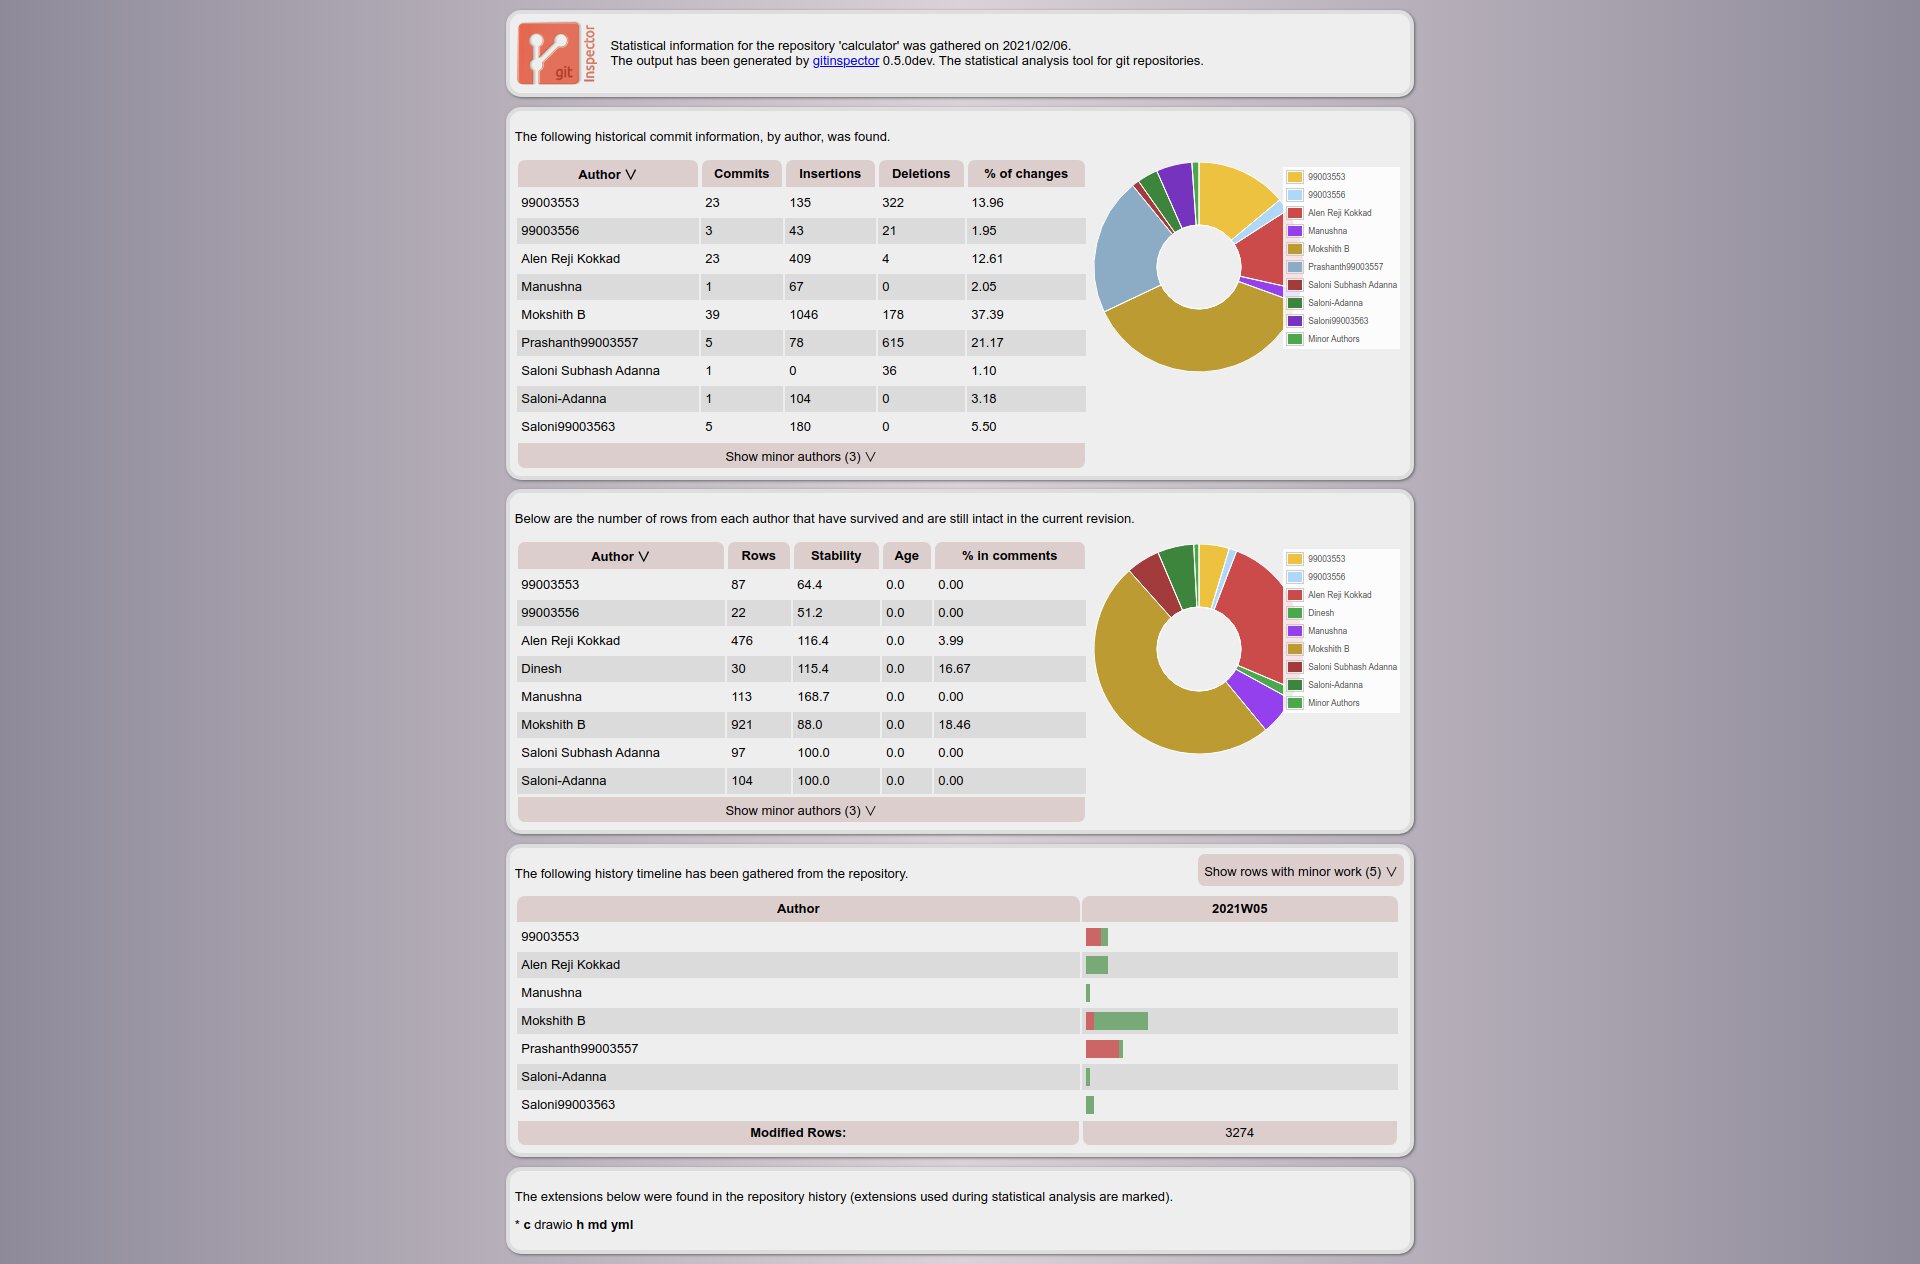 git
Inspector
Statistical information for the repository 'calculator' was gathered on 2021/02/06.
The output has been generated by gitinspector 0.5.0dev. The statistical analysis tool for git repositories.
The following historical commit information, by author, was found.
Author ∨ Commits Insertions Deletions % of changes
99003553 23 135 322 13.96
99003556 3 43 21 1.95
Alen Reji Kokkad 23 409 4 12.61
Manushna 1 67 0 2.05
Mokshith B 39 1046 178 37.39
Prashanth99003557 5 78 615 21.17
Saloni Subhash Adanna 1 0 36 1.10
Saloni-Adanna 1 104 0 3.18
Saloni99003563 5 180 0 5.50
Show minor authors (3) ∨
99003553
99003556
Alen Reji Kokkad
Manushna
Mokshith B
Prashanth99003557
Saloni Subhash Adanna
Saloni-Adanna
Saloni99003563
Minor Authors
Below are the number of rows from each author that have survived and are still intact in the current revision.
Author ∨ Rows Stability Age % in comments
99003553 87 64.4 0.0 0.00
99003556 22 51.2 0.0 0.00
Alen Reji Kokkad 476 116.4 0.0 3.99
Dinesh 30 115.4 0.0 16.67
Manushna 113 168.7 0.0 0.00
Mokshith B 921 88.0 0.0 18.46
Saloni Subhash Adanna 97 100.0 0.0 0.00
Saloni-Adanna 104 100.0 0.0 0.00
Show minor authors (3) ∨
99003553
99003556
Alen Reji Kokkad
Dinesh
Manushna
Mokshith B
Saloni Subhash Adanna
Saloni-Adanna
Minor Authors
The following history timeline has been gathered from the repository.
Show rows with minor work (5) ∨
Author 2021W05
99003553
Alen Reji Kokkad
Manushna
Mokshith B
Prashanth99003557
Saloni-Adanna
Saloni99003563
Modified Rows: 3274
The extensions below were found in the repository history (extensions used during statistical analysis are marked).
* c drawio h md yml